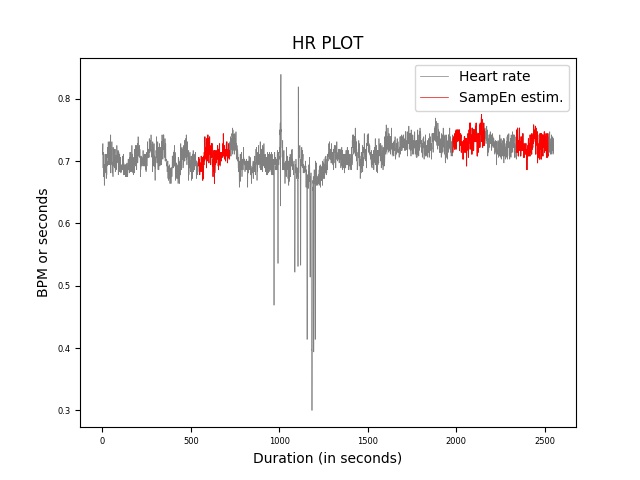 HR PLOT
Heart rate
SampEn estim.
BPM or seconds
0.8
0.7
0.6
0.5
0.4
0.3
0 500 1000 1500 2000 2500
Duration (in seconds)